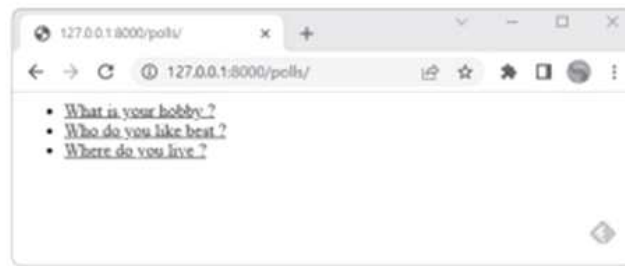 127.0.0.1:8000/polls/
127.0.0.1:8000/polls/
What is your hobby ?
Who do you like best ?
Where do you live ?